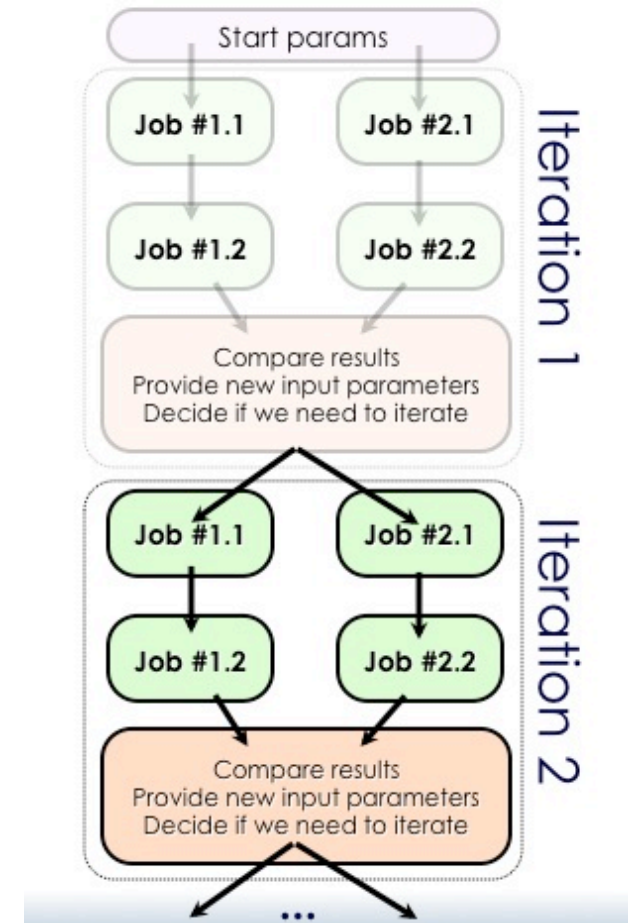 Start params
Job #1.1
Job #2.1
Job #1.2
Job #2.2
Compare results
Provide new input parameters
Decide if we need to iterate
Iteration 1
Job #1.1
Job #2.1
Job #1.2
Job #2.2
Compare results
Provide new input parameters
Decide if we need to iterate
Iteration 2
...